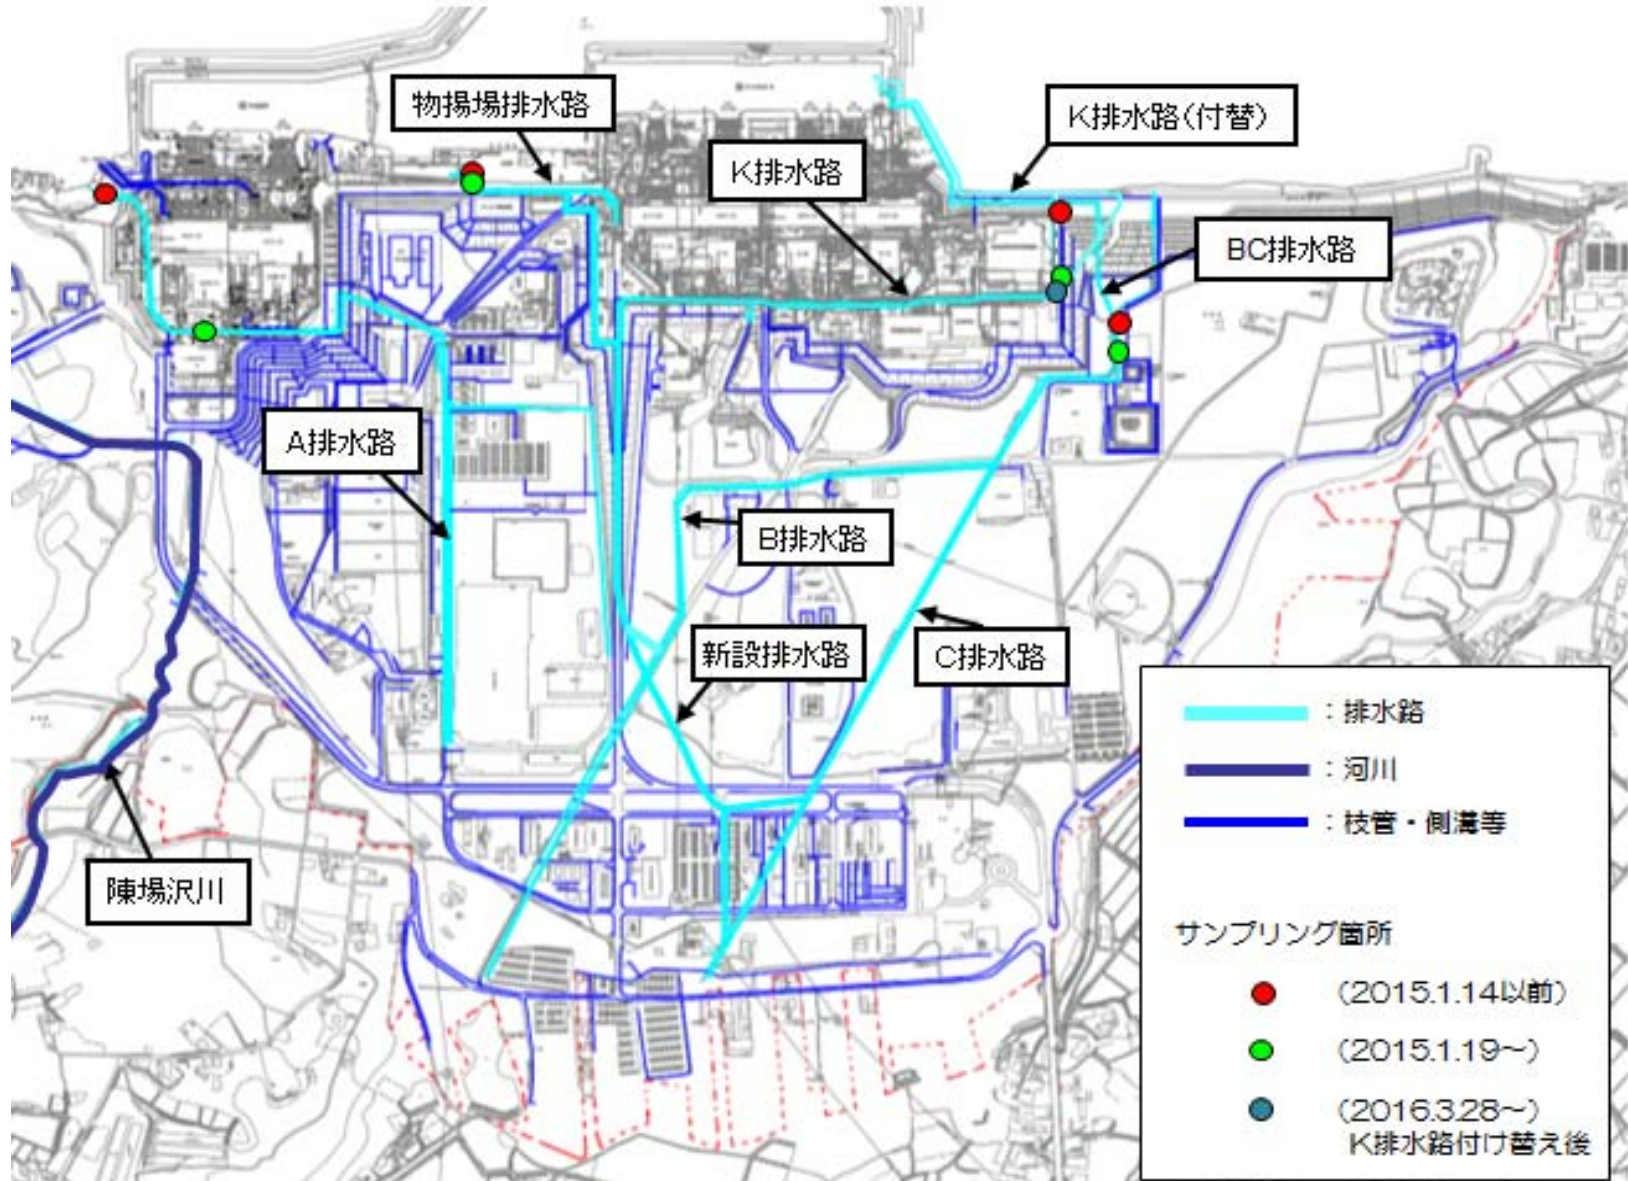 物揚場排水路
K排水路(付替)
K排水路
BC排水路
A排水路
B排水路
新設排水路
C排水路
陳場沢川
：排水路
：河川
：枝管・側溝等
サンプリング箇所
（2015.1.14以前）
（2015.1.19～）
（2016.3.28～）
K排水路付け替え後